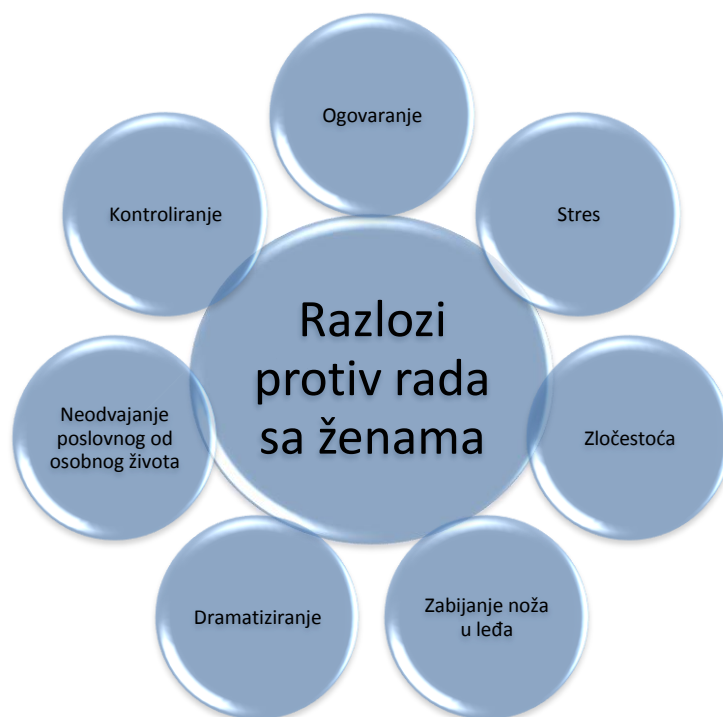 Ogovaranje
Stres
Zločestoća
Zabijanje noža
u leđa
Dramatiziranje
Neodvajanje
poslovnog od
osobnog života
Kontroliranje
Razlozi
protiv rada
sa ženama